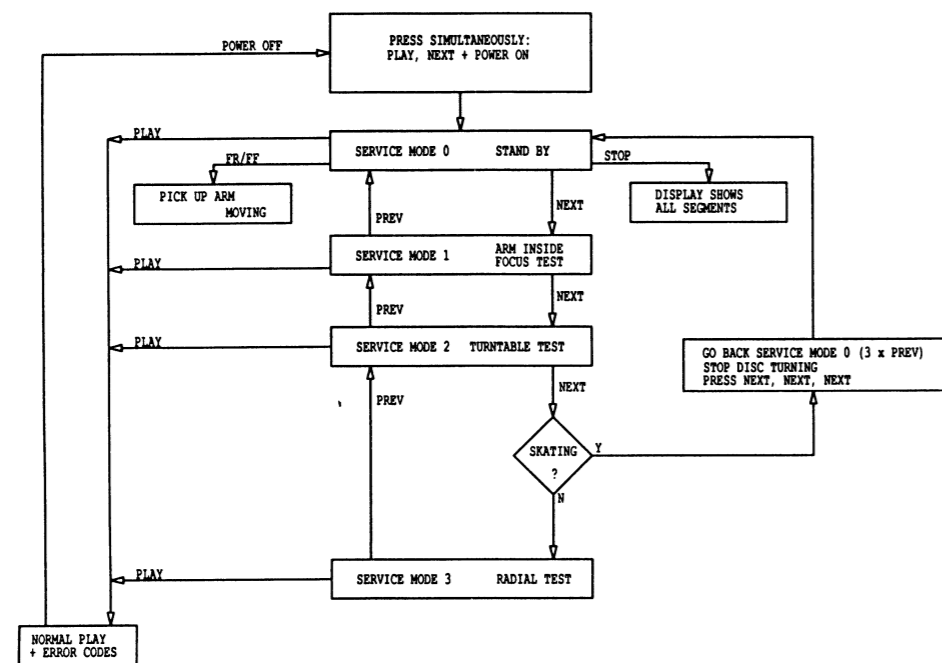 PRESS SIMULTANEOUSLY:
PLAY, NEXT + POWER ON
POWER OFF
PLAY
SERVICE MODE 0 STAND BY
STOP
FR/FF
PICK UP ARM
MOVING
DISPLAY SHOWS
ALL SEGMENTS
PREV
NEXT
PLAY
SERVICE MODE 1 ARM INSIDE
FOCUS TEST
PREV
NEXT
PLAY
SERVICE MODE 2 TURNTABLE TEST
GO BACK SERVICE MODE 0 (3 x PREV)
STOP DISC TURNING
PRESS NEXT, NEXT, NEXT
PREV
NEXT
SKATING
?
Y
N
PLAY
SERVICE MODE 3 RADIAL TEST
NORMAL PLAY
+ ERROR CODES